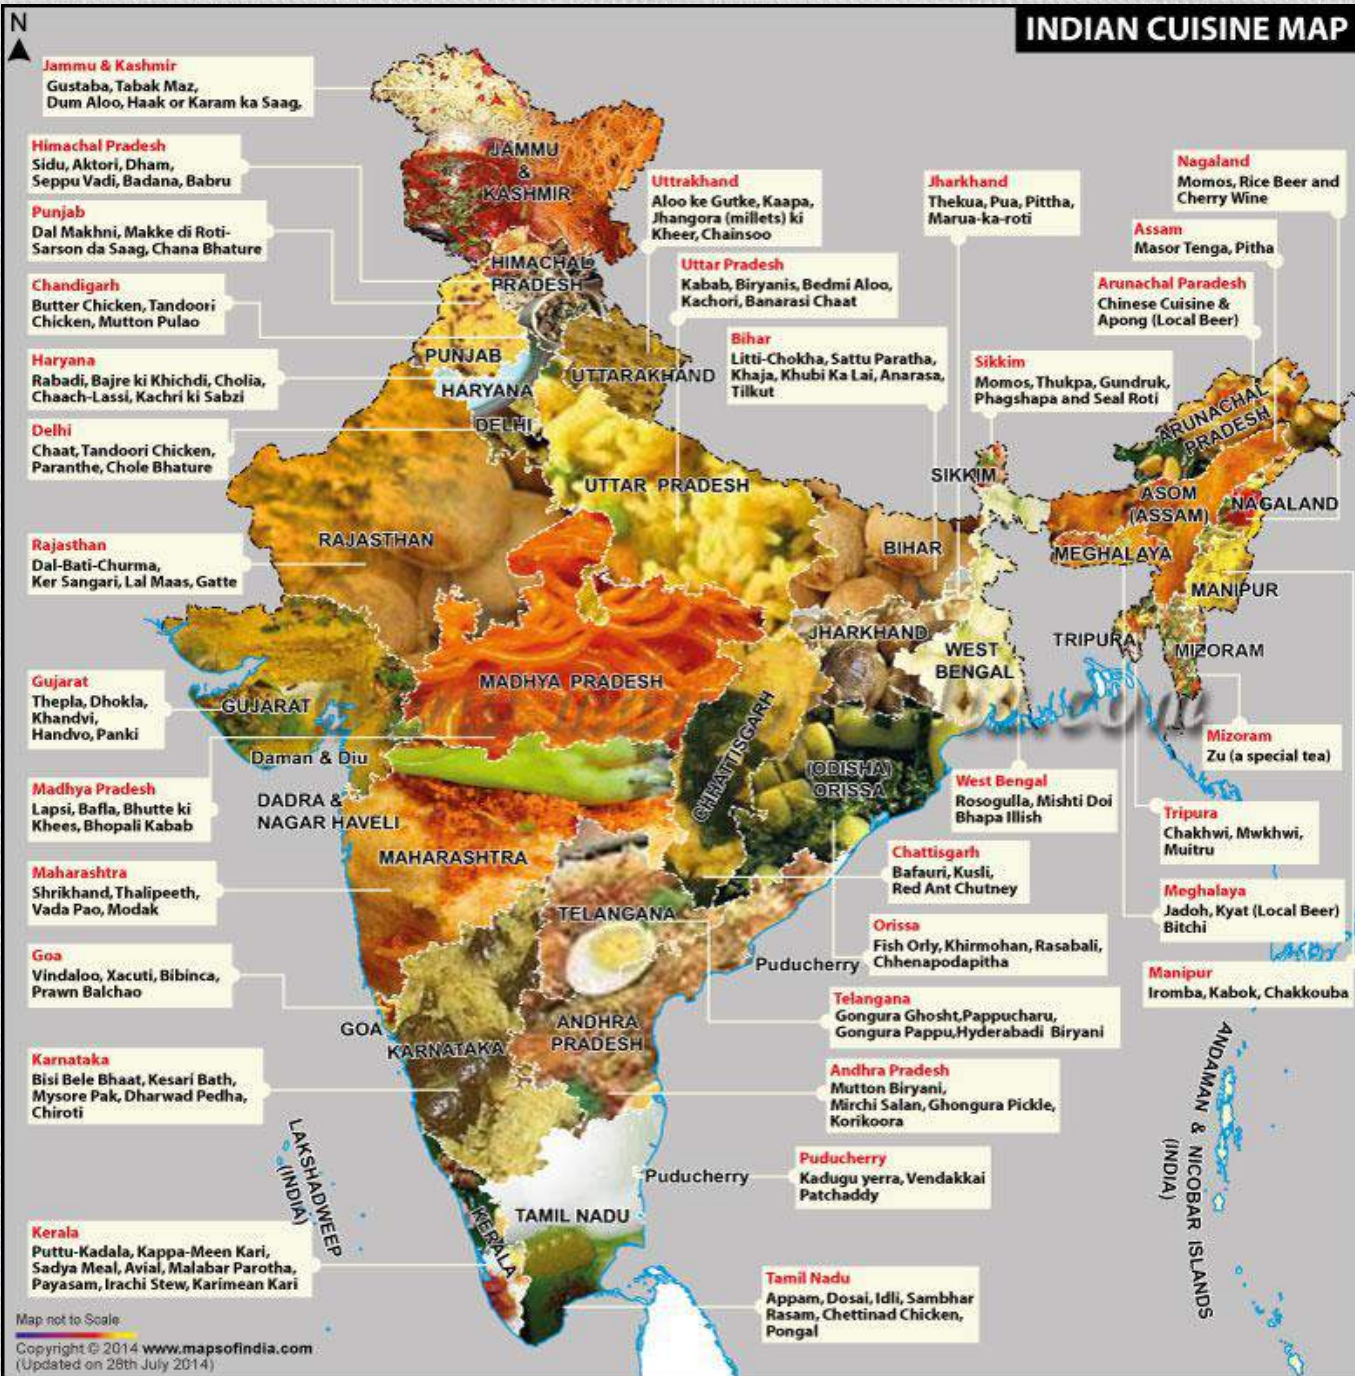 N
INDIAN CUISINE MAP
Jammu & Kashmir
Gustaba, Tabak Maz,
Dum Aloo, Haak or Karam ka Saag,
Himachal Pradesh
Sidu, Aktori, Dham,
Seppu Vadi, Badana, Babru
Punjab
Dal Makhni, Makke di Roti-
Sarson da Saag, Chana Bhature
Chandigarh
Butter Chicken, Tandoori
Chicken, Mutton Pulao
Haryana
Rabadi, Bajre ki Khichdi, Cholia,
Chaach-Lassi, Kachri ki Sabzi
Delhi
Chaat, Tandoori Chicken,
Paranthe, Chole Bhature
Rajasthan
Dal-Bati-Churma,
Ker Sangari, Lal Maas, Gatte
Gujarat
Thepla, Dhokla,
Khandvi,
Handvo, Panki
Madhya Pradesh
Lapsi, Bafla, Bhutte ki
Khees, Bhopali Kabab
Maharashtra
Shrikhand, Thalipeeth,
Vada Pao, Modak
Goa
Vindaloo, Xacuti, Bibinca,
Prawn Balchao
Karnataka
Bisi Bele Bhaat, Kesari Bath,
Mysore Pak, Dharwad Pedha,
Chiroti
Kerala
Puttu-Kadala, Kappa-Meen Kari,
Sadya Meal, Avial, Malabar Parotha,
Payasam, Irachi Stew, Karimean Kari
Uttrakhand
Aloo ke Gutke, Kaapa,
Jhangora (millets) ki
Kheer, Chainsoo
Uttar Pradesh
Kabab, Biryanis, Bedmi Aloo,
Kachori, Banarasi Chaat
Bihar
Litti-Chokha, Sattu Paratha,
Khaja, Khubi Ka Lai, Anarasa,
Tilkut
Jharkhand
Thekua, Pua, Pittha,
Marua-ka-roti
Sikkim
Momos, Thukpa, Gundruk,
Phagshapa and Seal Roti
Nagaland
Momos, Rice Beer and
Cherry Wine
Assam
Masor Tenga, Pitha
Arunachal Paradesh
Chinese Cuisine &
Apong (Local Beer)
Mizoram
Zu (a special tea)
West Bengal
Rosogulla, Mishti Doi
Bhapa Illish
Tripura
Chakhwi, Mwkhwi,
Muitru
Chattisgarh
Bafauri, Kusli,
Red Ant Chutney
Meghalaya
Jadoh, Kyat (Local Beer)
Bitchi
Orissa
Fish Orly, Khirmohan, Rasabali,
Chhenapodapitha
Manipur
Iromba, Kabok, Chakkouba
Telangana
Gongura Ghosht,Pappucharu,
Gongura Pappu,Hyderabadi Biryani
Andhra Pradesh
Mutton Biryani,
Mirchi Salan, Ghongura Pickle,
Korikoora
Puducherry
Kadugu yerra, Vendakkai
Patchaddy
Tamil Nadu
Appam, Dosai, Idli, Sambhar
Rasam, Chettinad Chicken,
Pongal
JAMMU
&
KASHMIR
HIMACHAL
PRADESH
PUNJAB
HARYANA
UTTARAKHAND
DELHI
UTTAR PRADESH
RAJASTHAN
BIHAR
SIKKIM
ARUNACHAL
PRADESH
ASOM
(ASSAM)
NAGALAND
MEGHALAYA
MANIPUR
TRIPURA
MIZORAM
JHARKHAND
WEST
BENGAL
MADHYA PRADESH
GUJARAT
Daman & Diu
DADRA &
NAGAR HAVELI
CHHATTISGARH
(ODISHA)
ORISSA
MAHARASHTRA
TELANGANA
Puducherry
GOA
KARNATAKA
ANDHRA
PRADESH
Puducherry
TAMIL NADU
KERALA
LAKSHADWEEP
(INDIA)
ANDAMAN & NICOBAR ISLANDS
(INDIA)
.com
Map not to Scale
Copyright © 2014 www.mapsofindia.com
(Updated on 28th July 2014)